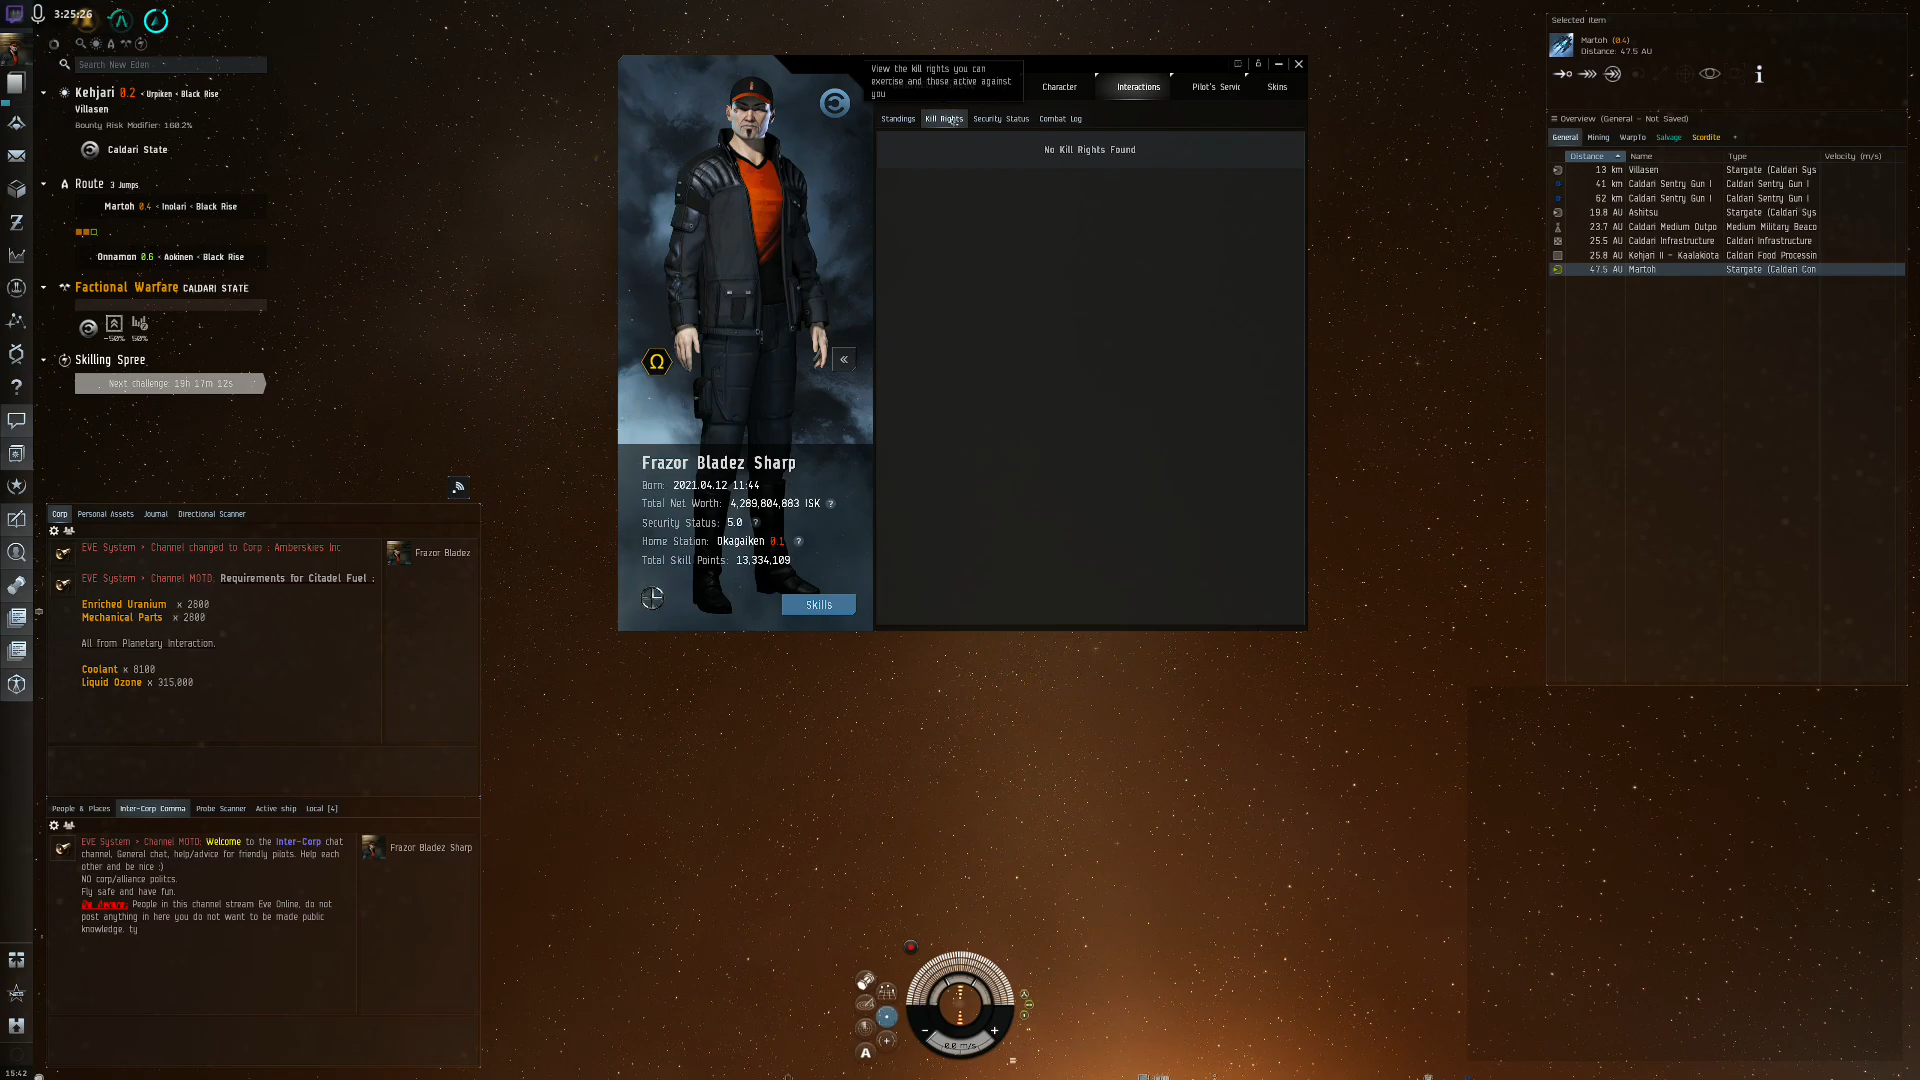 3:25:26
Search New Eden
Kehjari 0.2 < Urpiken < Black Rise
Villasen
Bounty Risk Modifier: 160.2%
Caldari State
Route 3 Jumps
Martoh 0.4 < Inolari < Black Rise
Onnamon 0.6 < Aokinen < Black Rise
Factional Warfare CALDARI STATE
-50% 50%
Skilling Spree
Next challenge: 19h 17m 12s
Corp Personal Assets Journal Directional Scanner
EVE System > Channel changed to Corp : Amberskies Inc
EVE System > Channel MOTD: Requirements for Citadel Fuel :
Enriched Uranium x 2800
Mechanical Parts x 2800
All from Planetary Interaction.
Coolant x 8100
Liquid Ozone x 315,000
Frazor Bladez
People & Places Inter-Corp Comma Probe Scanner Active ship Local [4]
EVE System > Channel MOTD: Welcome to the Inter-Corp chat
channel, General chat, help/advice for friendly pilots. Help each
other and be nice :)
NO corp/alliance politcs.
Fly safe and have fun.
Be Aware: People in this channel stream Eve Online, do not
post anything in here you do not want to be made public
knowledge. ty
Frazor Bladez Sharp
15:42
View the kill rights you can
exercise and those active against
you
Character Interactions Pilot's Servic Skins
Standings Kill Rights Security Status Combat Log
No Kill Rights Found
Ω
Frazor Bladez Sharp
Born: 2021.04.12 11:44
Total Net Worth: 4,289,804,883 ISK ?
Security Status: 5.0 ?
Home Station: Okagaiken 0.1 ?
Total Skill Points: 13,334,109
Skills
A
0.0 m/s
Selected Item
Martoh (0.4)
Distance: 47.5 AU
Overview (General - Not Saved)
General Mining WarpTo Salvage Scordite +
Distance Name Type Velocity (m/s)
13 km Villasen Stargate (Caldari Sys
41 km Caldari Sentry Gun I Caldari Sentry Gun I
62 km Caldari Sentry Gun I Caldari Sentry Gun I
19.8 AU Ashitsu Stargate (Caldari Sys
23.7 AU Caldari Medium Outpo Medium Military Beaco
25.5 AU Caldari Infrastructure Caldari Infrastructure
25.8 AU Kehjari II - Kaalakiota Caldari Food Processin
47.5 AU Martoh Stargate (Caldari Con